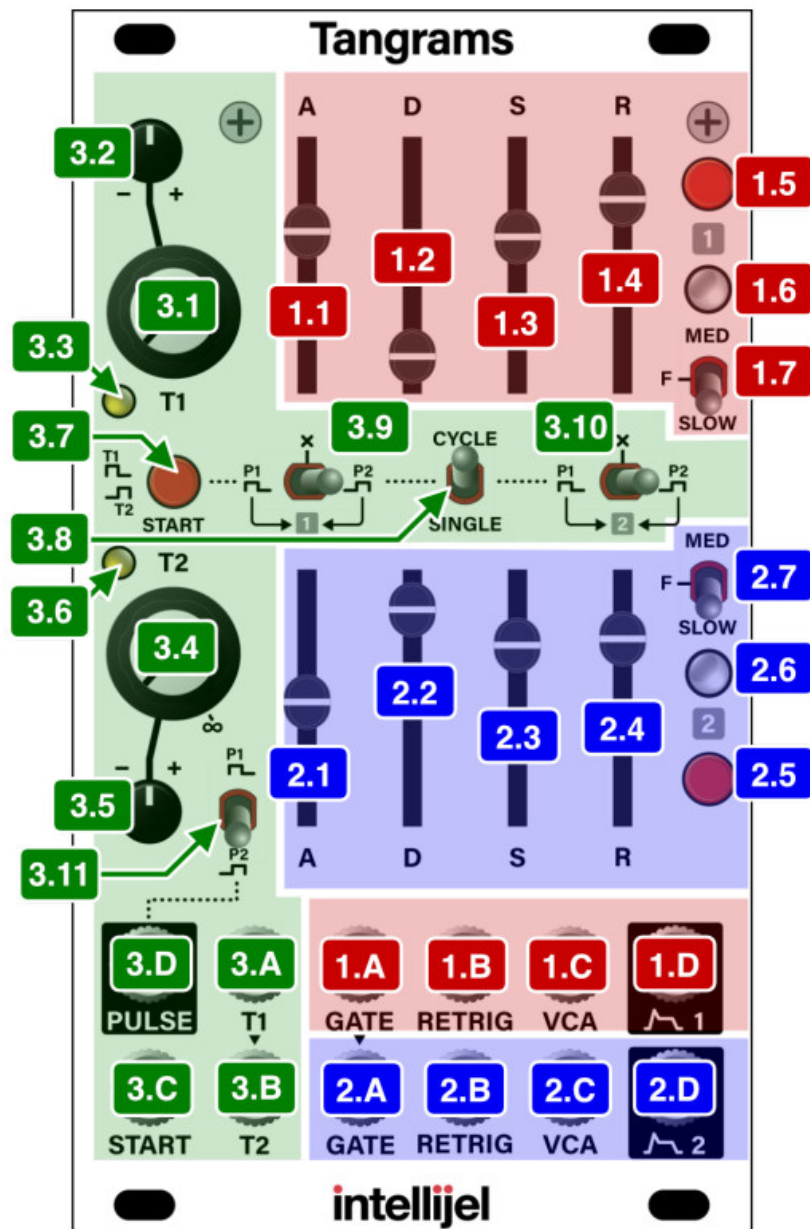 Tangrams
A D S R
3.2
1.5
− +
1
1.2
3.1
1.1 1.3 1.4
1.6
MED
3.3
F
1.7
T1
SLOW
3.9 3.10
3.7
X CYCLE X
T1
P1 P2 P1 P2
T2
START 1 SINGLE 2
3.8
MED
T2
F
2.7
3.6
SLOW
3.4
2.6
2.2
2.3 2.4
2
∞
2.1
P1
− +
2.5
3.5
3.11
P2
A D S R
3.D 3.A 1.A 1.B 1.C 1.D
PULSE T1 GATE RETRIG VCA 1
3.C 3.B 2.A 2.B 2.C 2.D
START T2 GATE RETRIG VCA 2
intellijel